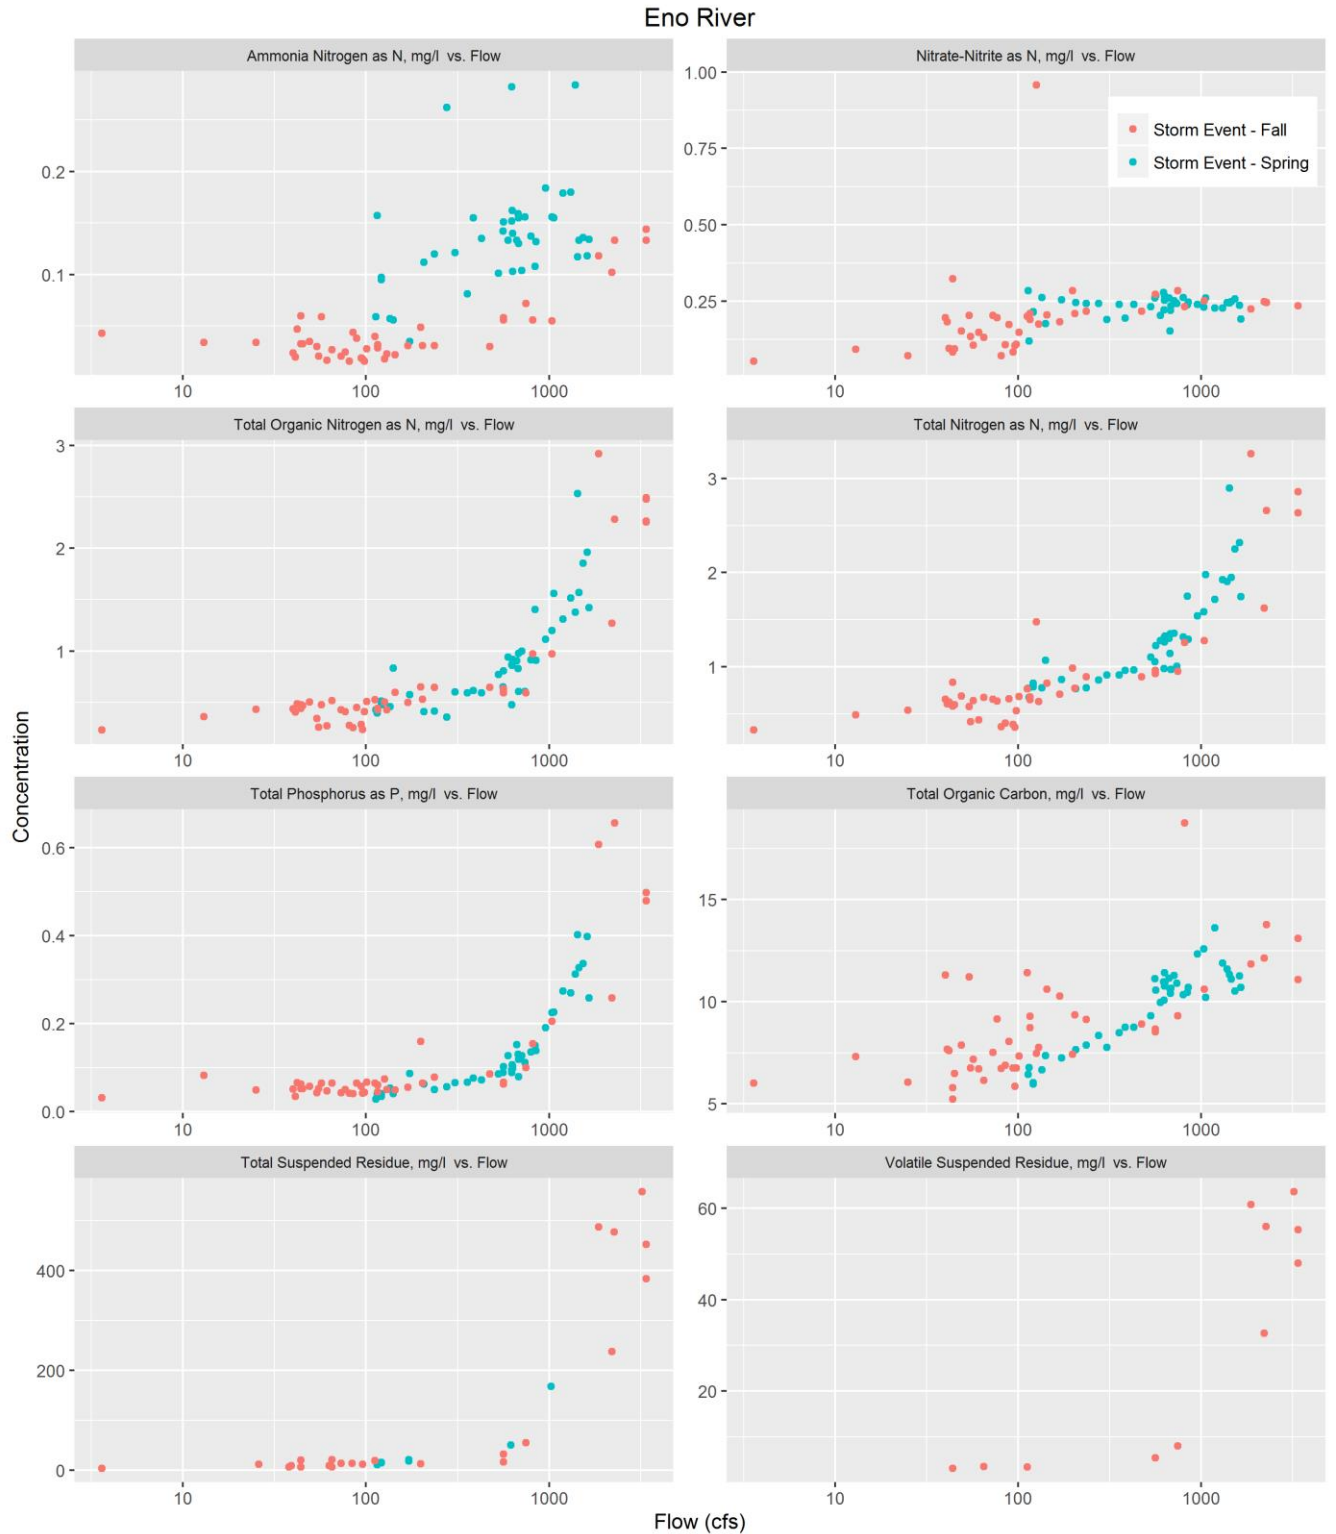 Eno River
Ammonia Nitrogen as N, mg/l vs. Flow
0.2
0.1
10 100 1000
Nitrate-Nitrite as N, mg/l vs. Flow
1.00
0.75
0.50
0.25
Storm Event - Fall
Storm Event - Spring
10 100 1000
Total Organic Nitrogen as N, mg/l vs. Flow
3
2
1
10 100 1000
Total Nitrogen as N, mg/l vs. Flow
3
2
1
10 100 1000
Concentration
Total Phosphorus as P, mg/l vs. Flow
0.6
0.4
0.2
0.0
10 100 1000
Total Organic Carbon, mg/l vs. Flow
15
10
5
10 100 1000
Total Suspended Residue, mg/l vs. Flow
400
200
0
10 100 1000
Volatile Suspended Residue, mg/l vs. Flow
60
40
20
10 100 1000
Flow (cfs)